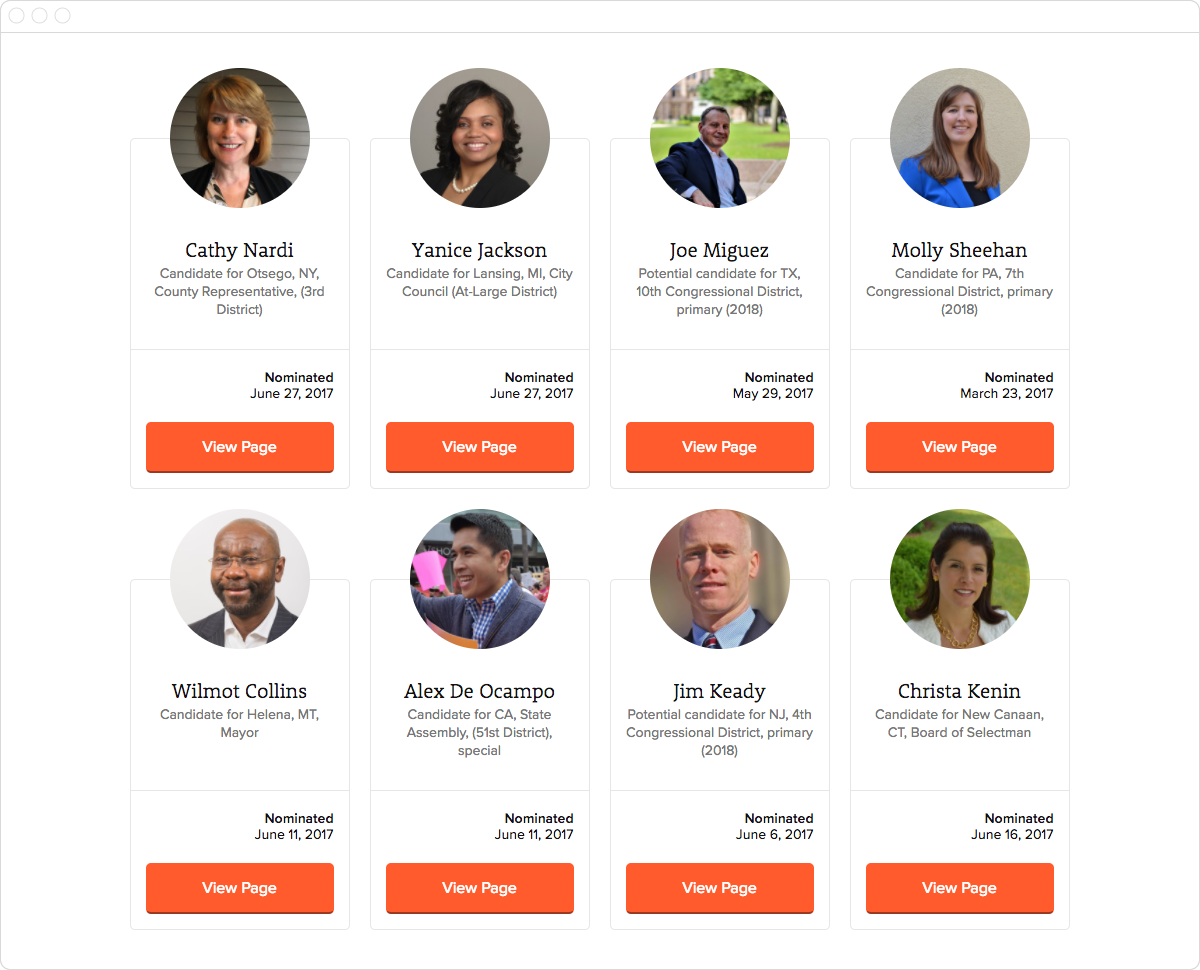 Cathy Nardi
Candidate for Otsego, NY,
County Representative, (3rd
District)
Nominated
June 27, 2017
View Page
Yanice Jackson
Candidate for Lansing, MI, City
Council (At-Large District)
Nominated
June 27, 2017
View Page
Joe Miguez
Potential candidate for TX,
10th Congressional District,
primary (2018)
Nominated
May 29, 2017
View Page
Molly Sheehan
Candidate for PA, 7th
Congressional District, primary
(2018)
Nominated
March 23, 2017
View Page
Wilmot Collins
Candidate for Helena, MT,
Mayor
Nominated
June 11, 2017
View Page
Alex De Ocampo
Candidate for CA, State
Assembly, (51st District),
special
Nominated
June 11, 2017
View Page
Jim Keady
Potential candidate for NJ, 4th
Congressional District, primary
(2018)
Nominated
June 6, 2017
View Page
Christa Kenin
Candidate for New Canaan,
CT, Board of Selectman
Nominated
June 16, 2017
View Page